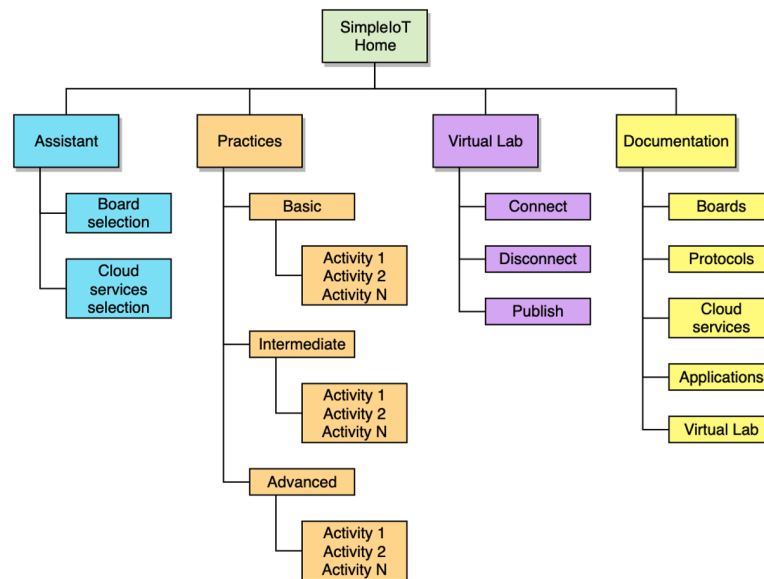 SimpleIoT
Home
Assistant
Practices
Virtual Lab
Documentation
Board
selection
Cloud
services
selection
Basic
Activity 1
Activity 2
Activity N
Intermediate
Activity 1
Activity 2
Activity N
Advanced
Activity 1
Activity 2
Activity N
Connect
Disconnect
Publish
Boards
Protocols
Cloud
services
Applications
Virtual Lab